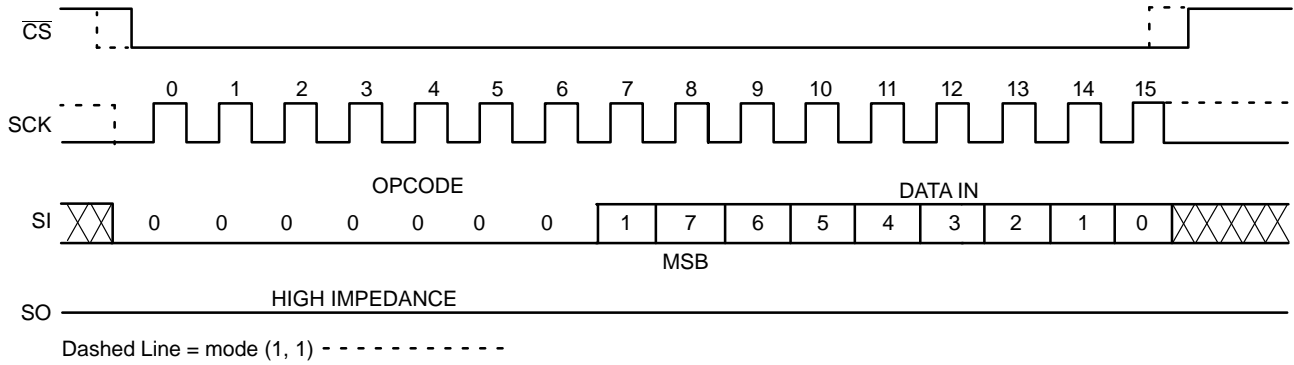 CS
0 1 2 3 4 5 6 7 8 9 10 11 12 13 14 15
SCK
OPCODE DATA IN
SI 0 0 0 0 0 0 0 1 7 6 5 4 3 2 1 0
MSB
HIGH IMPEDANCE
SO
Dashed Line = mode (1, 1)